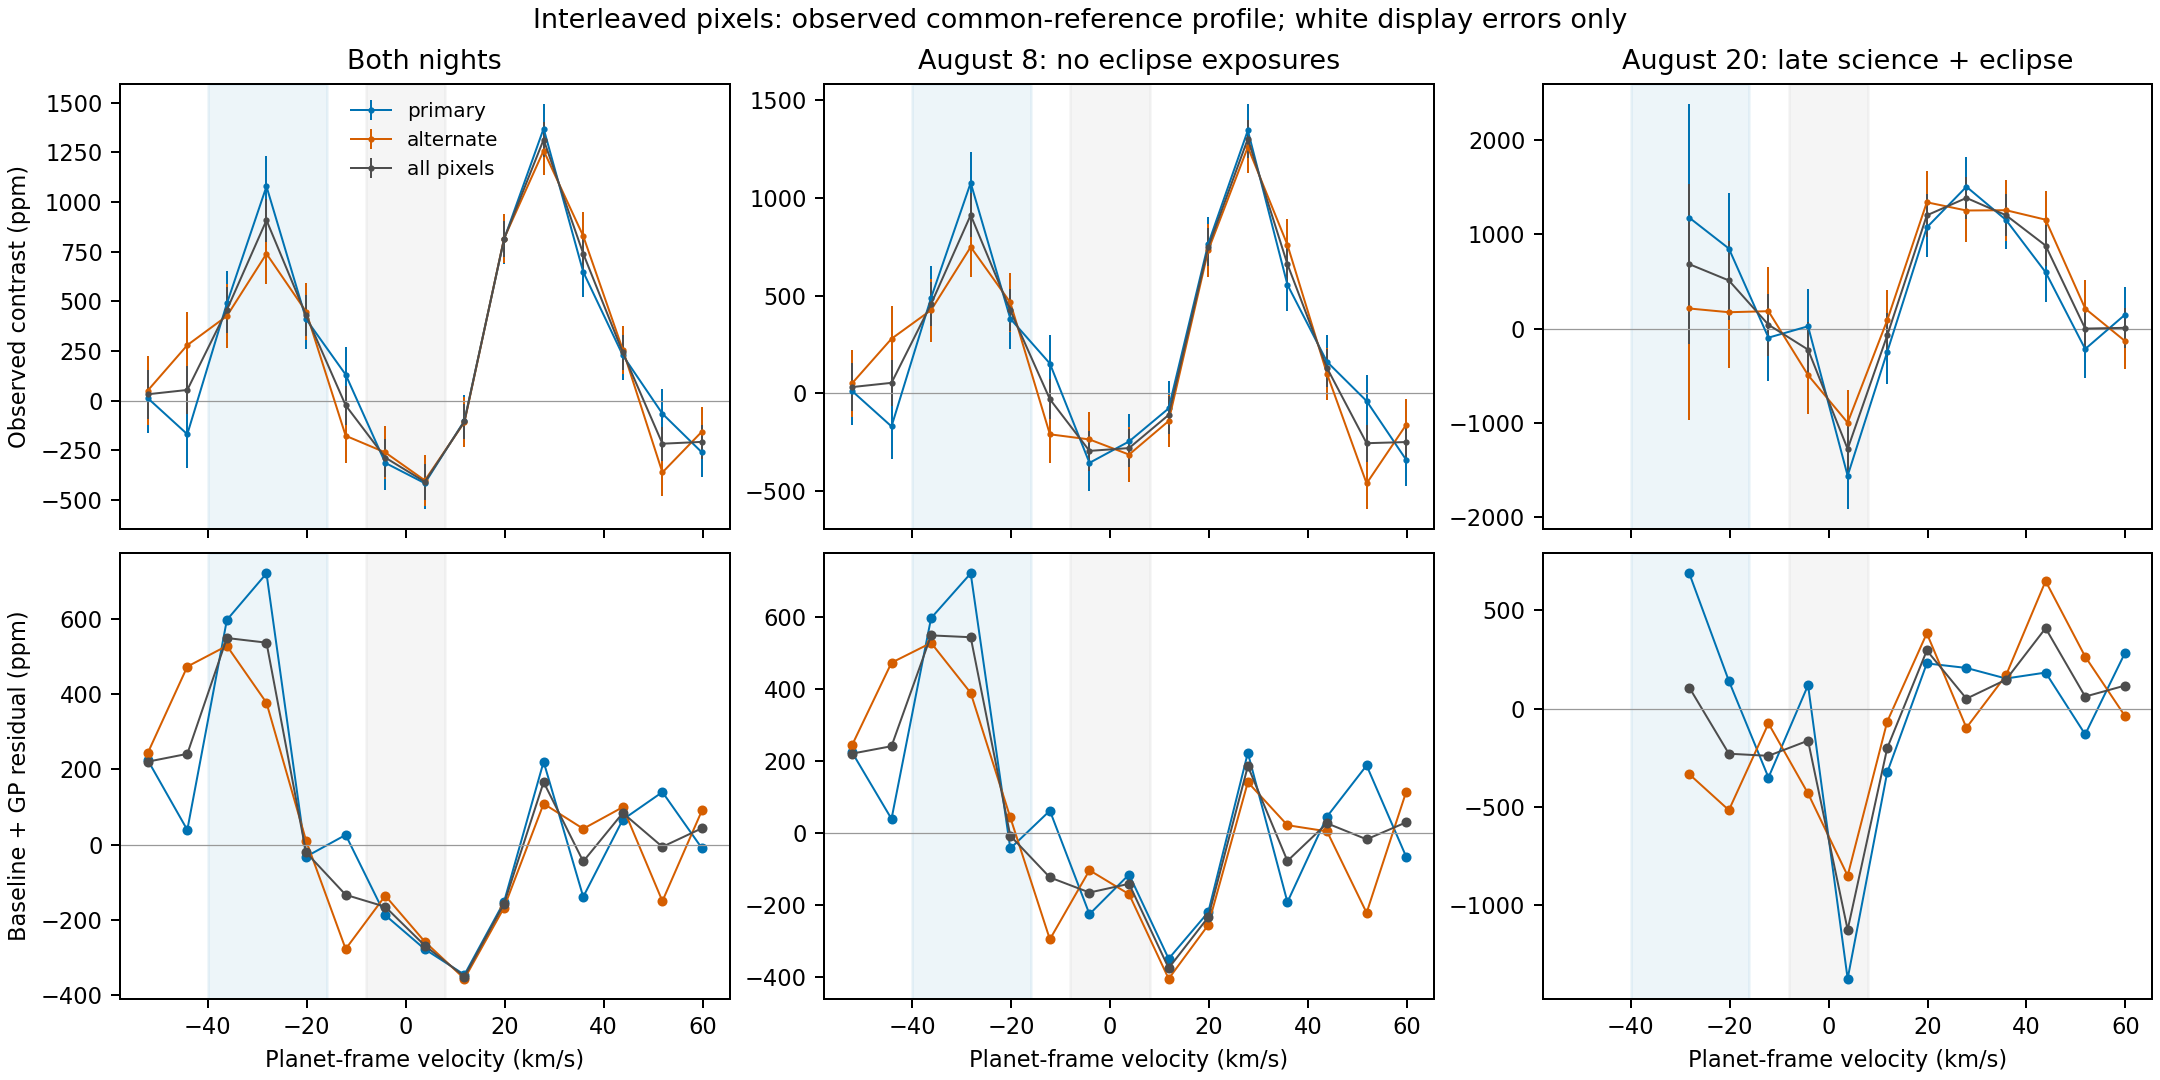 Interleaved pixels: observed common-reference profile; white display errors only
Both nights
August 8: no eclipse exposures
August 20: late science + eclipse
Observed contrast (ppm)
1500
1250
1000
750
500
250
0
−250
−500
primary
alternate
all pixels
1500
1000
500
0
−500
2000
1000
0
−1000
−2000
Baseline + GP residual (ppm)
600
400
200
0
−200
−400
600
400
200
0
−200
−400
500
0
−500
−1000
−40 −20 0 20 40 60
−40 −20 0 20 40 60
−40 −20 0 20 40 60
Planet-frame velocity (km/s)
Planet-frame velocity (km/s)
Planet-frame velocity (km/s)